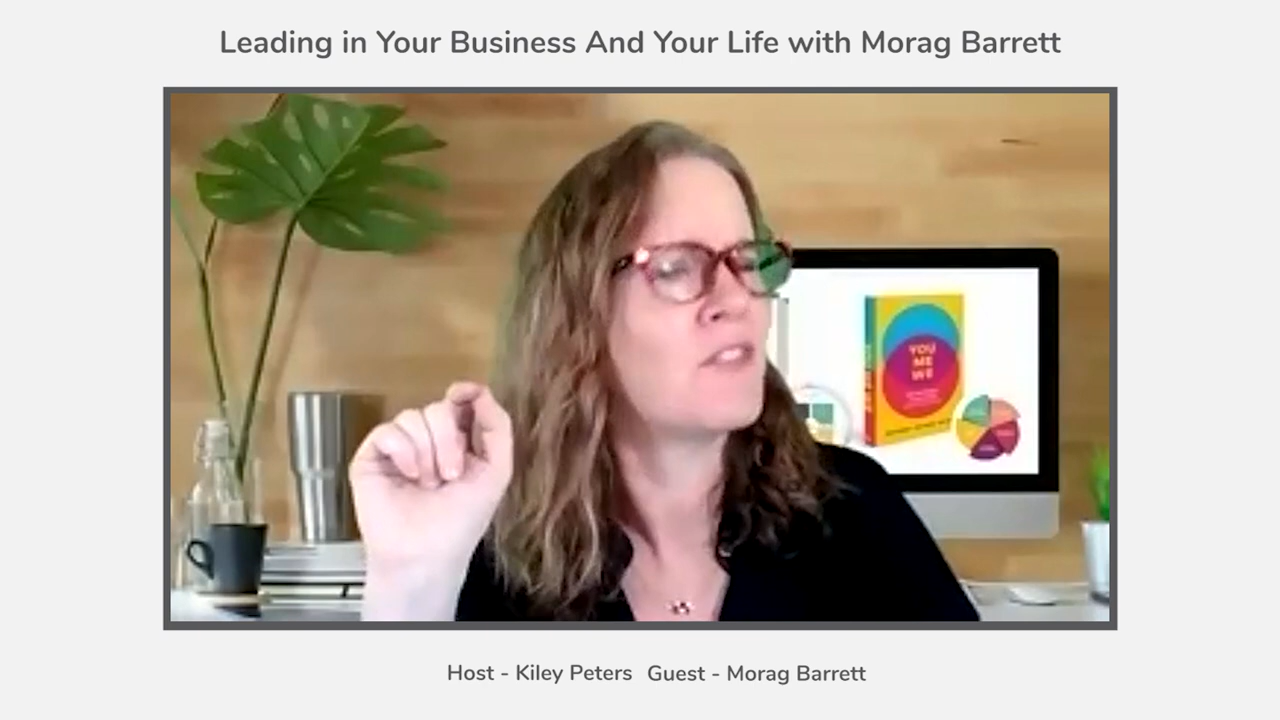 Leading in Your Business And Your Life with Morag Barrett
YOU
ME
WE
Host - Kiley Peters Guest - Morag Barrett